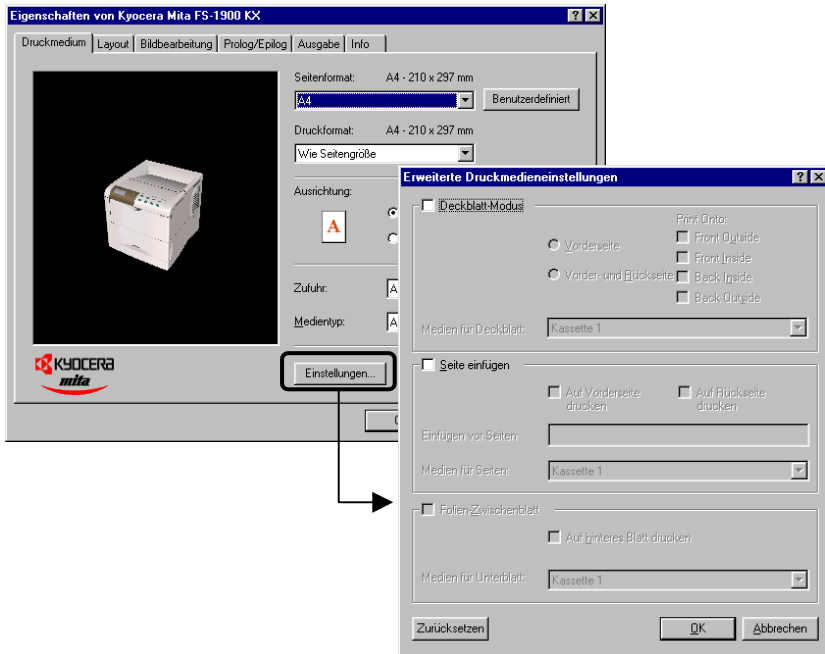 Eigenschaften von Kyocera Mita FS-1900 KX
Druckmedium Layout Bildbearbeitung Prolog/Epilog Ausgabe Info
Seitenformat: A4 - 210 x 297 mm
A4 Benutzerdefiniert
Druckformat: A4 - 210 x 297 mm
Wie Seitengröße
Ausrichtung:
A
Zufuhr: A
Medientyp: A
KYOCERA
mita
Einstellungen...
Erweiterte Druckmedieneinstellungen
Deckblatt-Modus
Print Onto:
Vorderseite
Front Outside
Front Inside
Vorder- und Rückseite
Back Inside
Back Outside
Medien für Deckblatt: Kassette 1
Seite einfügen
Auf Vorderseite drucken
Auf Rückseite drucken
Einfügen vor Seiten
Medien für Seiten: Kassette 1
Folien-Zwischenblatt
Auf hinteres Blatt drucken
Medien für Unterblatt: Kassette 1
Zurücksetzen OK Abbrechen